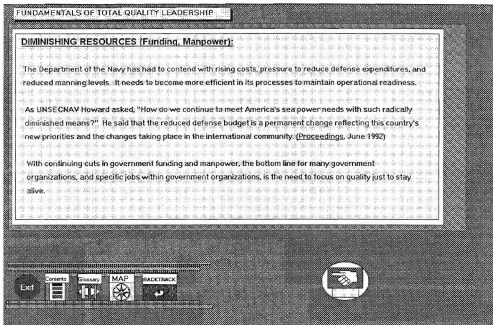 FUNDAMENTALS OF TOTAL QUALITY LEADERSHIP
DIMINISHING RESOURCES (Funding, Manpower):
The Department of the Navy has had to contend with rising costs, pressure to reduce defense expenditures, and
reduced manning levels. It needs to become more efficient in its processes to maintain operational readiness.
As UNSECNAV Howard asked, "How do we continue to meet America's sea power needs with such radically
diminished means?" He said that the reduced defense budget is a permanent change reflecting this country's
new priorities and the changes taking place in the international community. (Proceedings, June 1992)
With continuing cuts in government funding and manpower, the bottom line for many government
organizations, and specific jobs within government organizations, is the need to focus on quality just to stay
alive.
Exit
Contents
Glossary
MAP
BACKTRACK